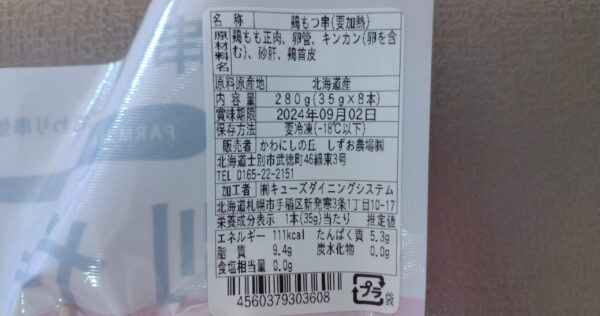 名　称　鶏もつ串(要加熱)
原材料名　鶏もも正肉、卵管、キンカン(卵を含
む)、砂肝、鶏首皮
原料原産地　北海道産
内 容 量　280g(35g×8本)
賞味期限　2024年09月02日
保存方法　要冷凍(-18℃以下)
販売者　かわにしの丘　しずお農場㈱
北海道士別市武徳町46線東3号
TEL 0165-22-2151
加工者　㈲キューズダイニングシステム
北海道札幌市手稲区新発寒3条1丁目10-17
栄養成分表示　1本(35g)当たり　推定値
エネルギー　111kcal　たんぱく質　5.3g
脂　質　9.4g　炭水化物　0.0g
食塩相当量　0.0g
4560379303608
プラ
袋
串
わり串焼
FARM